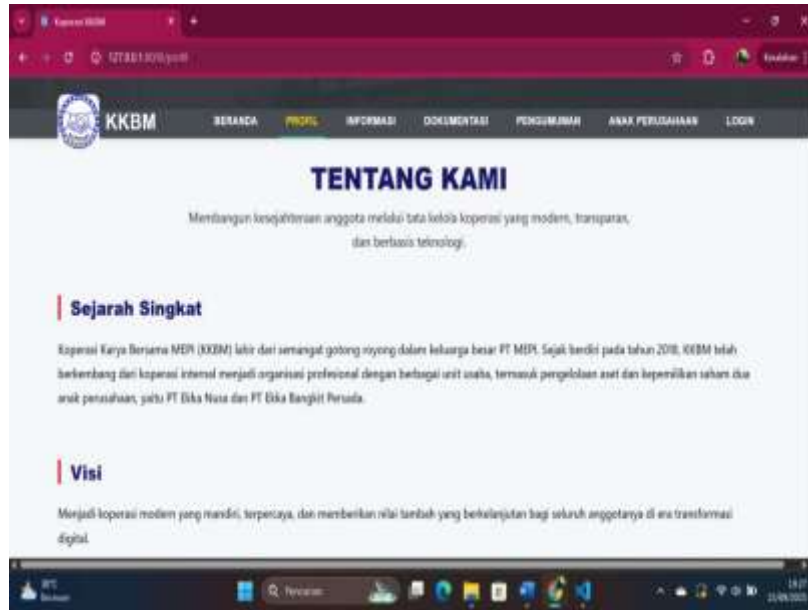 Koperasi KKBM
KKBM
BERANDA PROFIL INFORMASI DOKUMENTASI PENGUMUMAN ANAK PERUSAHAAN LOGIN
TENTANG KAMI
Membangun kesejahteraan anggota melalui tata kelola koperasi yang modern, transparan,
dan berbasis teknologi.
Sejarah Singkat
Koperasi Karya Bersama MEPI (KKBM) lahir dari semangat gotong royong dalam keluarga besar PT MEPI. Sejak berdiri pada tahun 2018, KKBM telah
berkembang dari koperasi internal menjadi organisasi profesional dengan berbagai unit usaha, termasuk pengelolaan aset dan kepemilikan saham dua
anak perusahaan, yaitu PT Ekka Nusa dan PT Ekka Bangkit Persada.
Visi
Menjadi koperasi modern yang mandiri, terpercaya, dan memberikan nilai tambah yang berkelanjutan bagi seluruh anggotanya di era transformasi
digital.
Pencarian